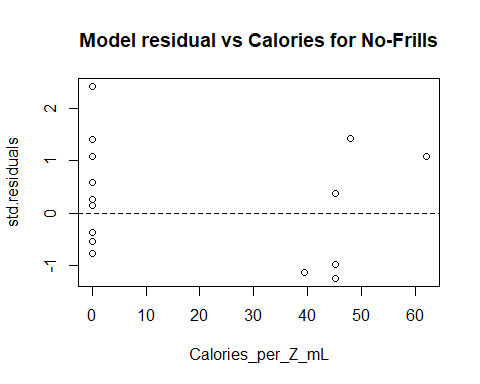 Model residual vs Calories for No-Frills
std.residuals
2
1
0
-1
0 10 20 30 40 50 60
Calories_per_Z_mL